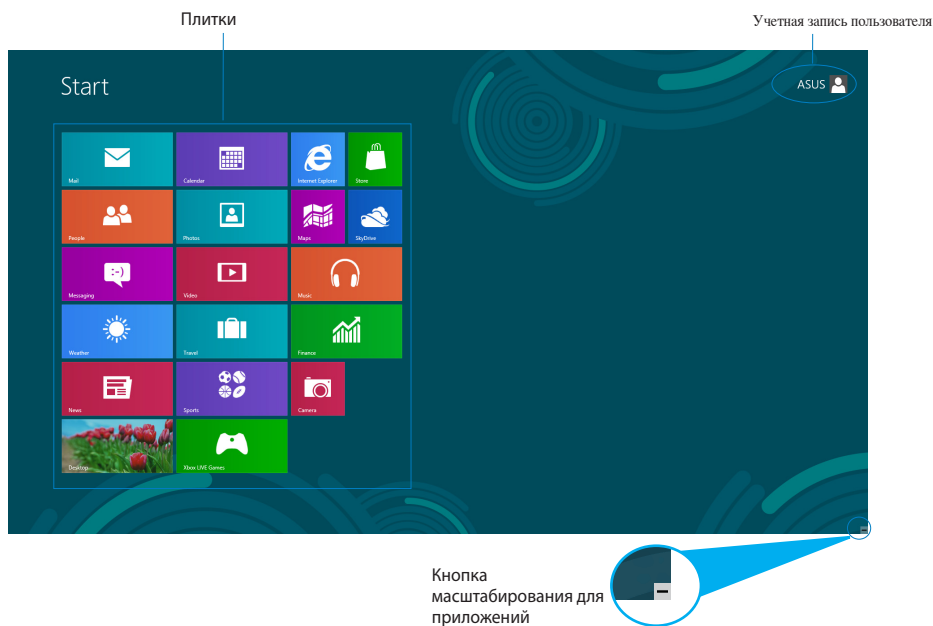 Плитки
Учетная запись пользователя
Start
ASUS
Mail
Calendar
Internet Explorer
Store
People
Photos
Maps
SkyDrive
Messaging
Video
Music
Weather
Travel
Finance
News
Sports
Camera
Desktop
Xbox LIVE Games
Кнопка
масштабирования для
приложений